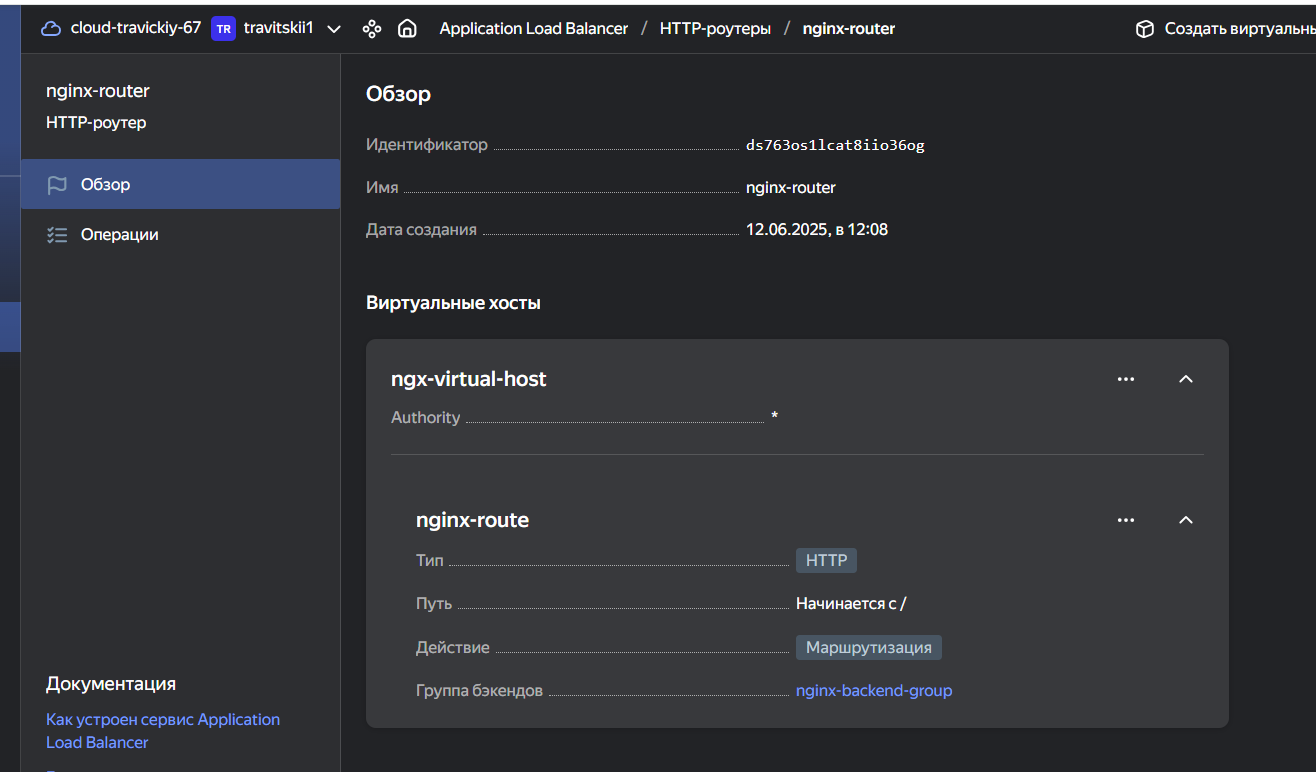 cloud-travickiy-67 TR travitskii1 Application Load Balancer / HTTP-роутеры / nginx-router Создать виртуальны
nginx-router
HTTP-роутер
Обзор
Операции
Документация
Как устроен сервис Application
Load Balancer
Обзор
Идентификатор ds763os1lcat8iio36og
Имя nginx-router
Дата создания 12.06.2025, в 12:08
Виртуальные хосты
ngx-virtual-host
Authority *
nginx-route
Тип HTTP
Путь Начинается с /
Действие Маршрутизация
Группа бэкендов nginx-backend-group